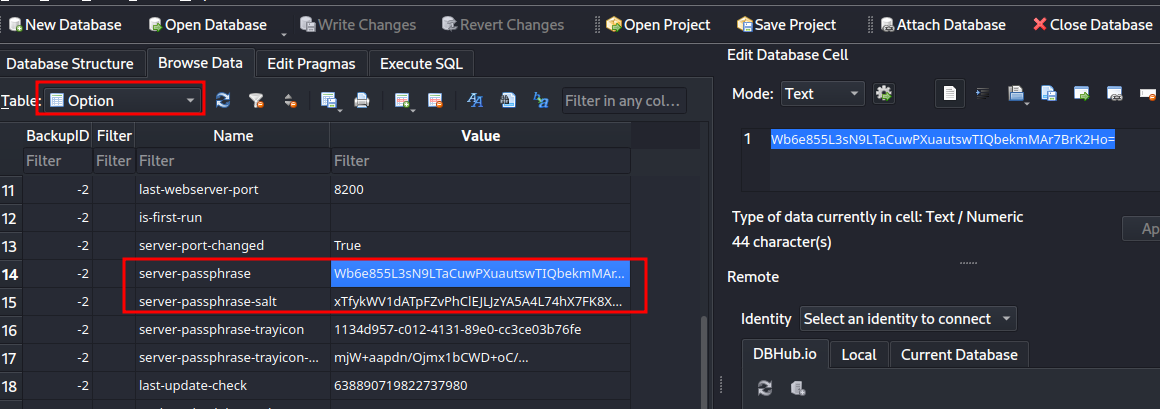 New Database Open Database Write Changes Revert Changes Open Project Save Project Attach Database Close Database
Database Structure Browse Data Edit Pragmas Execute SQL
Table: Option Filter in any col...
BackupID Filter Name Value
Filter Filter Filter Filter
11 -2 last-webserver-port 8200
12 -2 is-first-run
13 -2 server-port-changed True
14 -2 server-passphrase Wb6e855L3sN9LTaCuwPXuautswTIQbekmMAr...
15 -2 server-passphrase-salt xTfykWV1dATpFZvPhClEJLJzYA5A4L74hX7FK8X...
16 -2 server-passphrase-trayicon 1134d957-c012-4131-89e0-cc3ce03b76fe
17 -2 server-passphrase-trayicon-... mjW+aapdn/Ojmx1bCWD+oC/...
18 -2 last-update-check 638890719822737980
Edit Database Cell
Mode: Text
1 Wb6e855L3sN9LTaCuwPXuautswTIQbekmMAr7BrK2Ho=
Type of data currently in cell: Text / Numeric
44 character(s)
Ap
Remote
Identity Select an identity to connect
DBHub.io Local Current Database